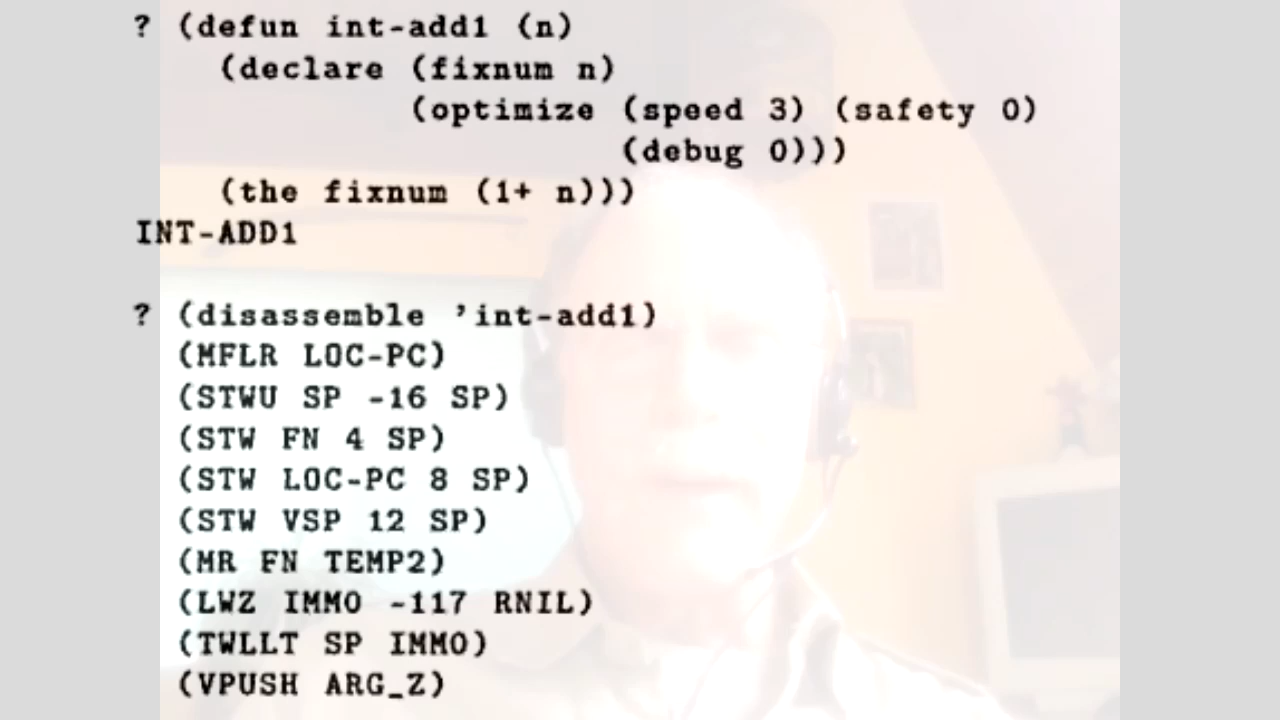 ? (defun int-add1 (n)
(declare (fixnum n)
(optimize (speed 3) (safety 0)
(debug 0)))
(the fixnum (1+ n)))
INT-ADD1
? (disassemble 'int-add1)
(MFLR LOC-PC)
(STWU SP -16 SP)
(STW FN 4 SP)
(STW LOC-PC 8 SP)
(STW VSP 12 SP)
(MR FN TEMP2)
(LWZ IMM0 -117 RNIL)
(TWLLT SP IMM0)
(VPUSH ARG_Z)